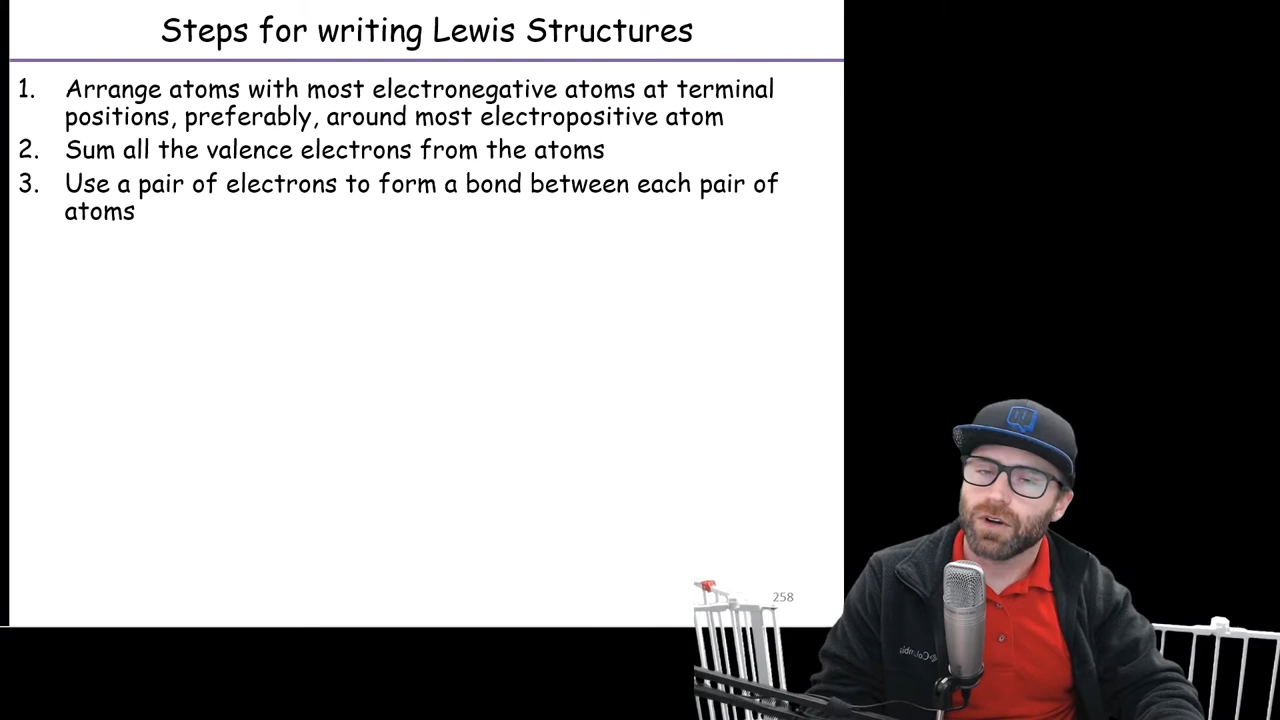 Steps for writing Lewis Structures
1. Arrange atoms with most electronegative atoms at terminal
positions, preferably, around most electropositive atom
2. Sum all the valence electrons from the atoms
3. Use a pair of electrons to form a bond between each pair of
atoms
258